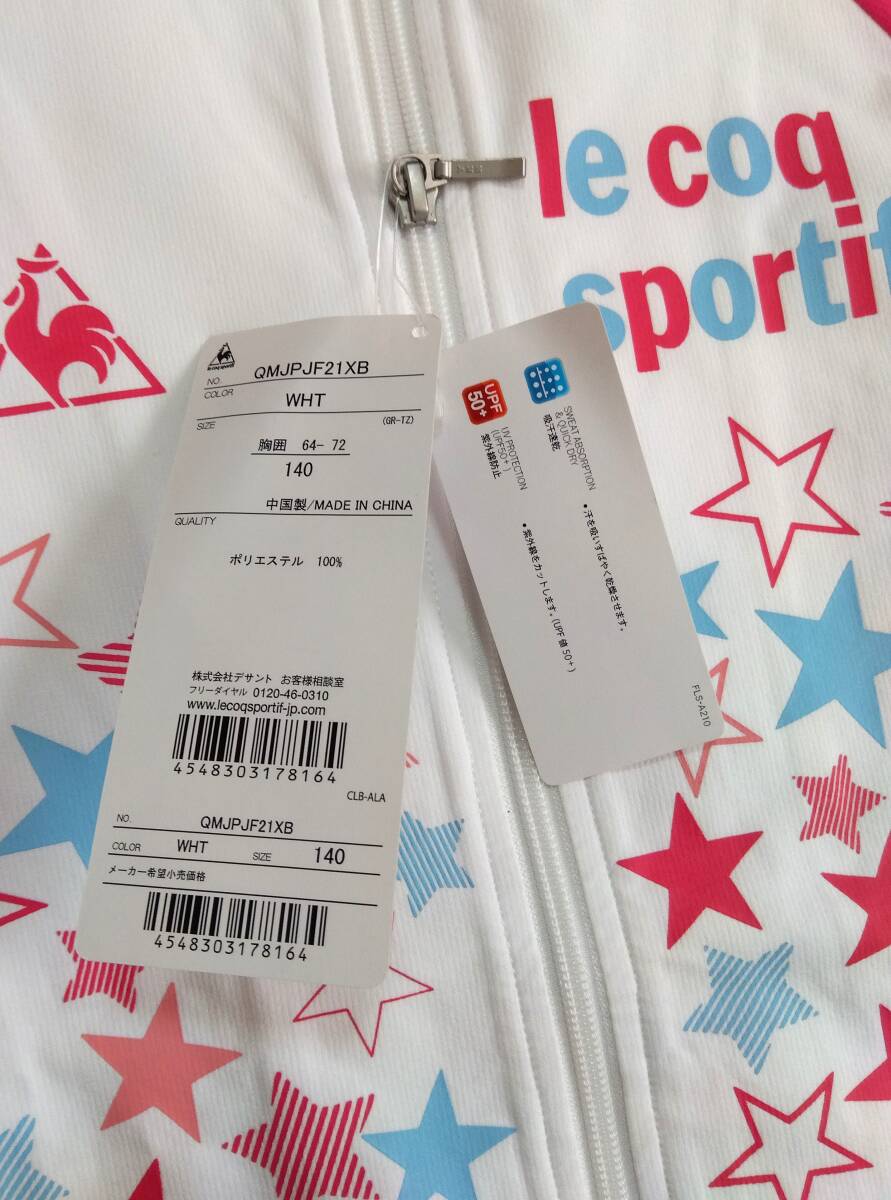 le coq
sportif
le coq sportif
NO. QMJPJF21XB
COLOR WHT
SIZE (GR-TZ)
胸囲 64- 72
140
中国製/MADE IN CHINA
QUALITY
ポリエステル 100%
株式会社デサント お客様相談室
フリーダイヤル 0120-46-0310
www.lecoqsportif-jp.com
4548303178164
CLB-ALA
NO. QMJPJF21XB
COLOR WHT SIZE 140
メーカー希望小売価格
4548303178164
SWEAT ABSORPTION
& QUICK DRY
吸汗速乾
•汗を吸いすばやく乾燥させます。
UPF
50+
UV PROTECTION
(UPF50+)
紫外線防止
•紫外線をカットします。(UPF 値 50+)
FLS-A210